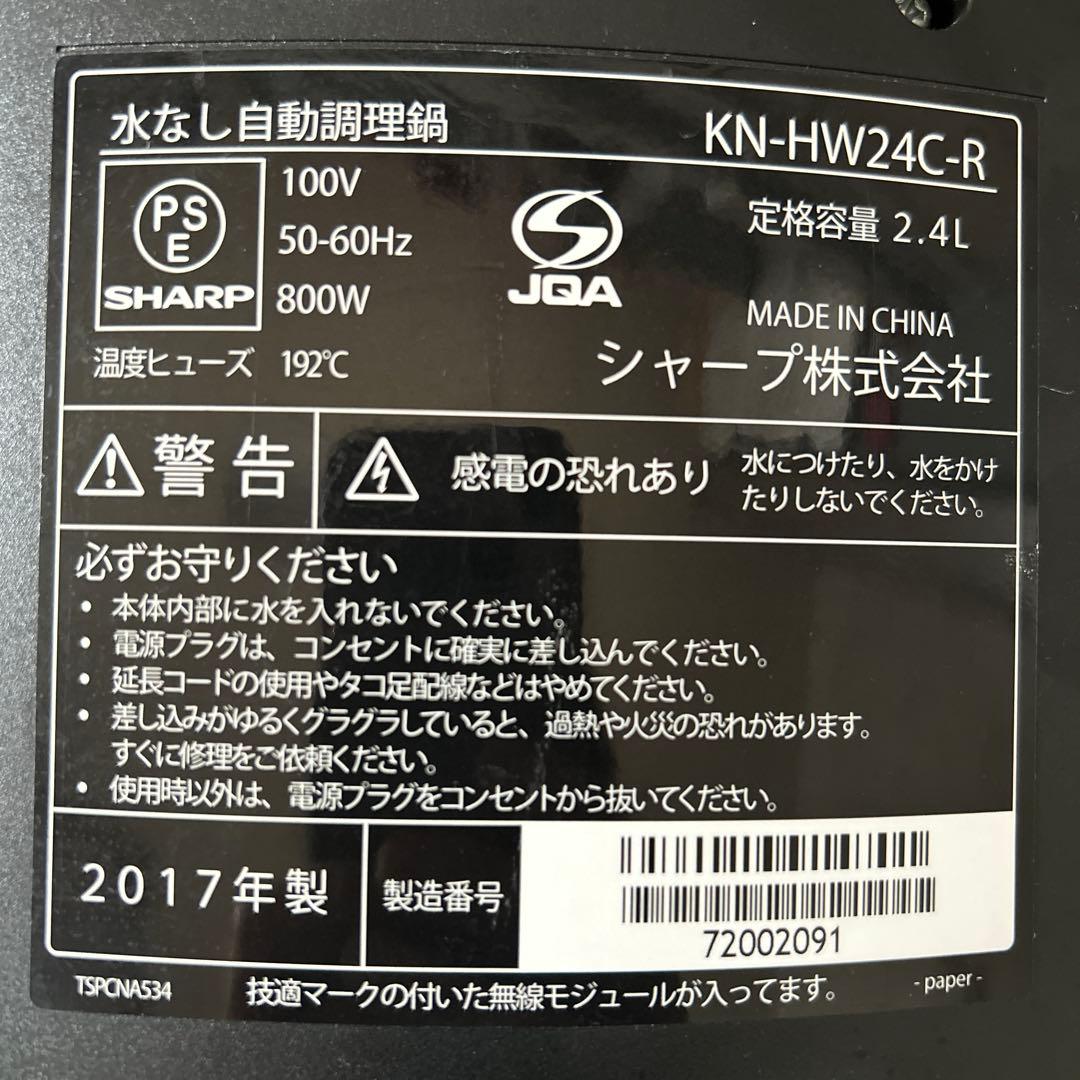 水なし自動調理鍋 KN-HW24C-R
PS
E
SHARP
100V
50-60Hz
800W
JQA
定格容量 2.4L
MADE IN CHINA
温度ヒューズ 192℃
シャープ株式会社
警告
感電の恐れあり
水につけたり、水をかけ
たりしないでください。
必ずお守りください
• 本体内部に水を入れないでください。
• 電源プラグは、コンセントに確実に差し込んでください。
• 延長コードの使用やタコ足配線などはやめてください。
• 差し込みがゆるくグラグラしていると、過熱や火災の恐れがあります。
すぐに修理をご依頼ください。
• 使用時以外は、電源プラグをコンセントから抜いてください。
2017年製
製造番号
72002091
TSPCNA534
技適マークの付いた無線モジュールが入ってます。
- paper -